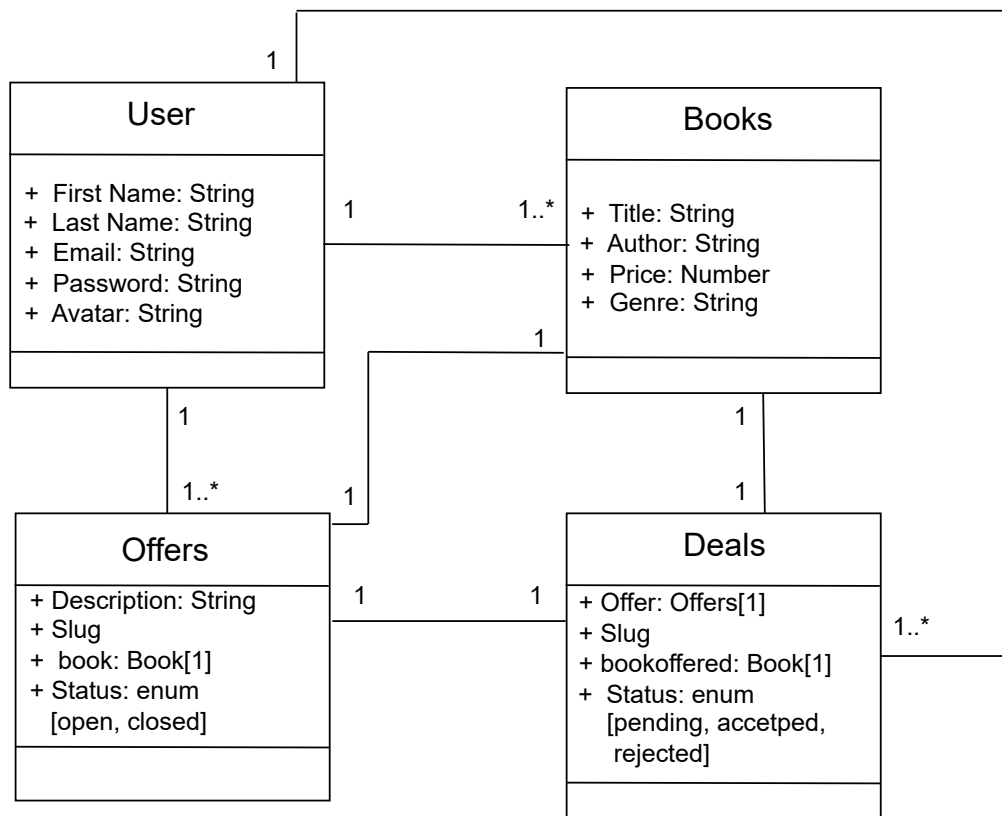 1
User
+ First Name: String
+ Last Name: String
+ Email: String
+ Password: String
+ Avatar: String
1
1..*
Books
+ Title: String
+ Author: String
+ Price: Number
+ Genre: String
1
1
1
1..*
1
1
Offers
+ Description: String
+ Slug
+ book: Book[1]
+ Status: enum
[open, closed]
1
1
Deals
+ Offer: Offers[1]
+ Slug
+ bookoffered: Book[1]
+ Status: enum
[pending, accetped,
rejected]
1..*